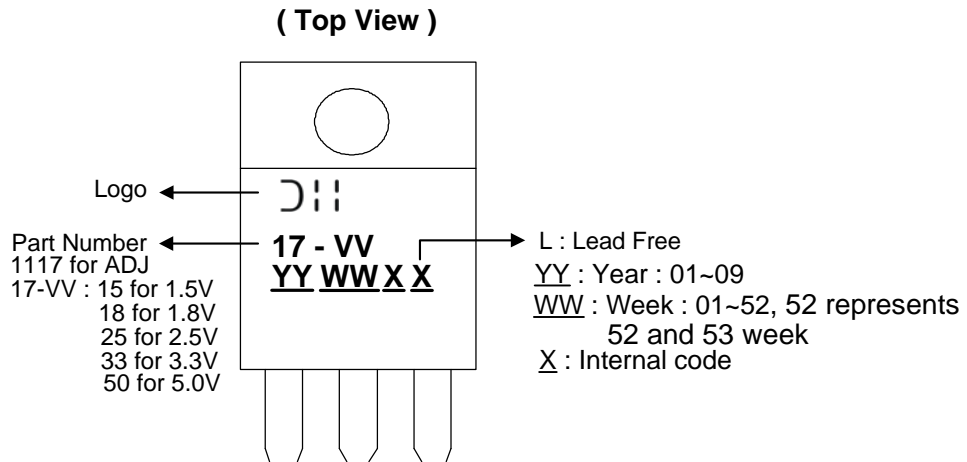 ( Top View )
Logo
Part Number
1117 for ADJ
17-VV : 15 for 1.5V
18 for 1.8V
25 for 2.5V
33 for 3.3V
50 for 5.0V
17 - VV
YY WW X X
L : Lead Free
YY : Year : 01~09
WW : Week : 01~52, 52 represents
52 and 53 week
X : Internal code